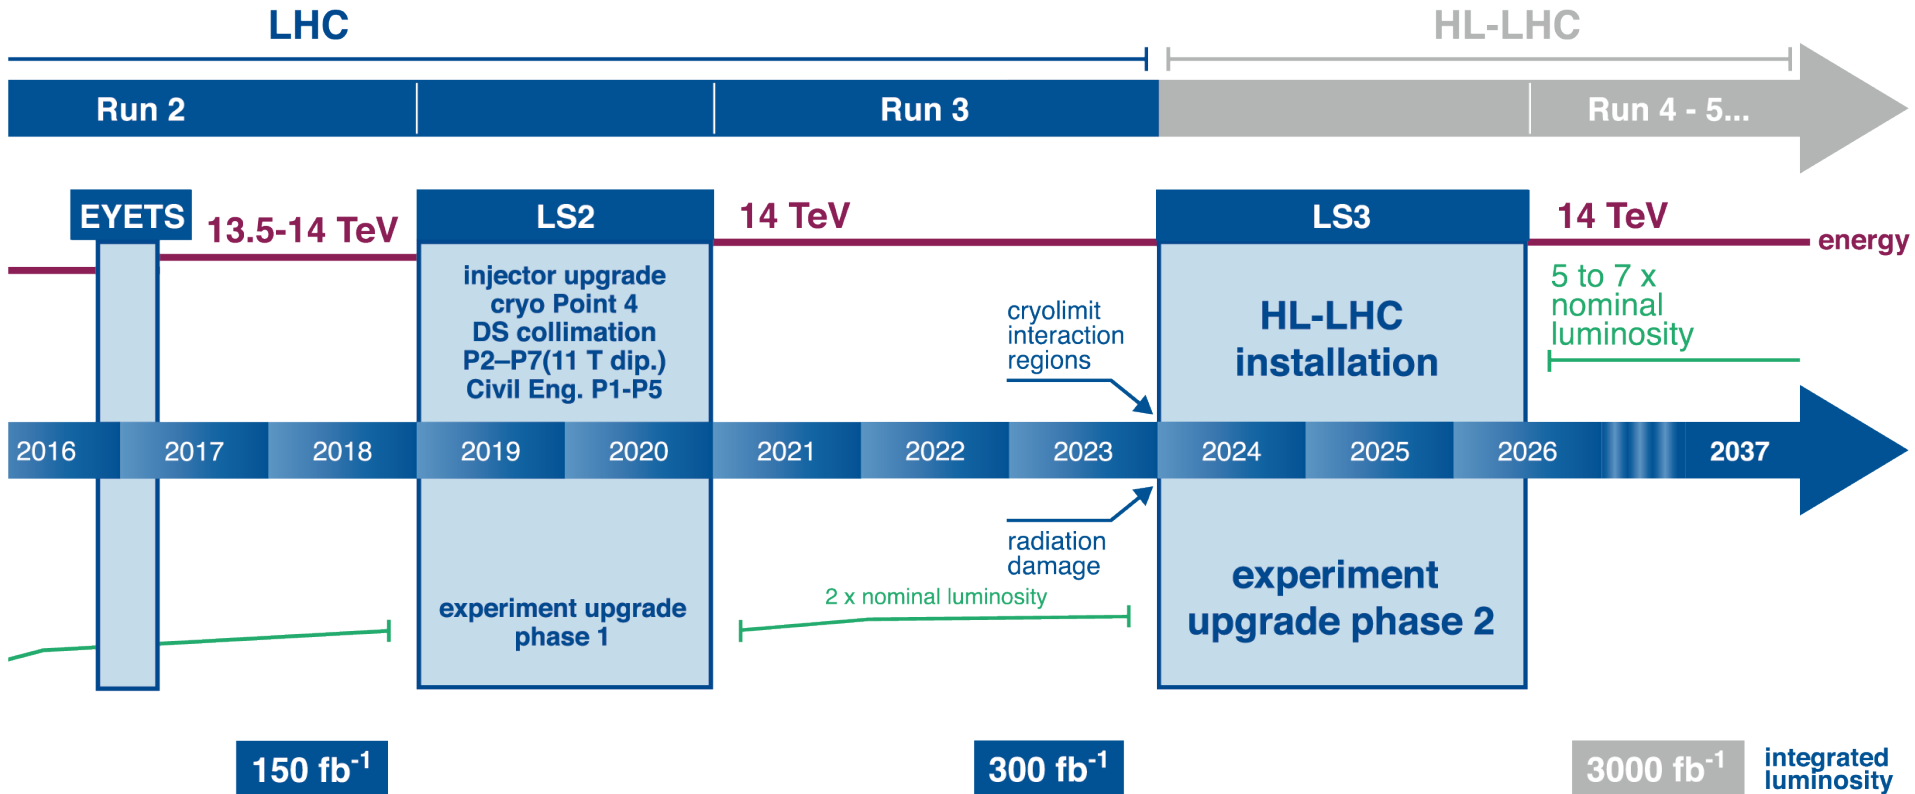 LHC
HL-LHC
Run 2
Run 3
Run 4 - 5...
EYETS
13.5-14 TeV
LS2
14 TeV
LS3
14 TeV
energy
injector upgrade
cryo Point 4
DS collimation
P2–P7(11 T dip.)
Civil Eng. P1-P5
cryolimit
interaction
regions
HL-LHC
installation
5 to 7 x
nominal
luminosity
2016
2017
2018
2019
2020
2021
2022
2023
2024
2025
2026
2037
radiation
damage
experiment upgrade
phase 1
2 x nominal luminosity
experiment
upgrade phase 2
150 fb-1
300 fb-1
3000 fb-1
integrated
luminosity